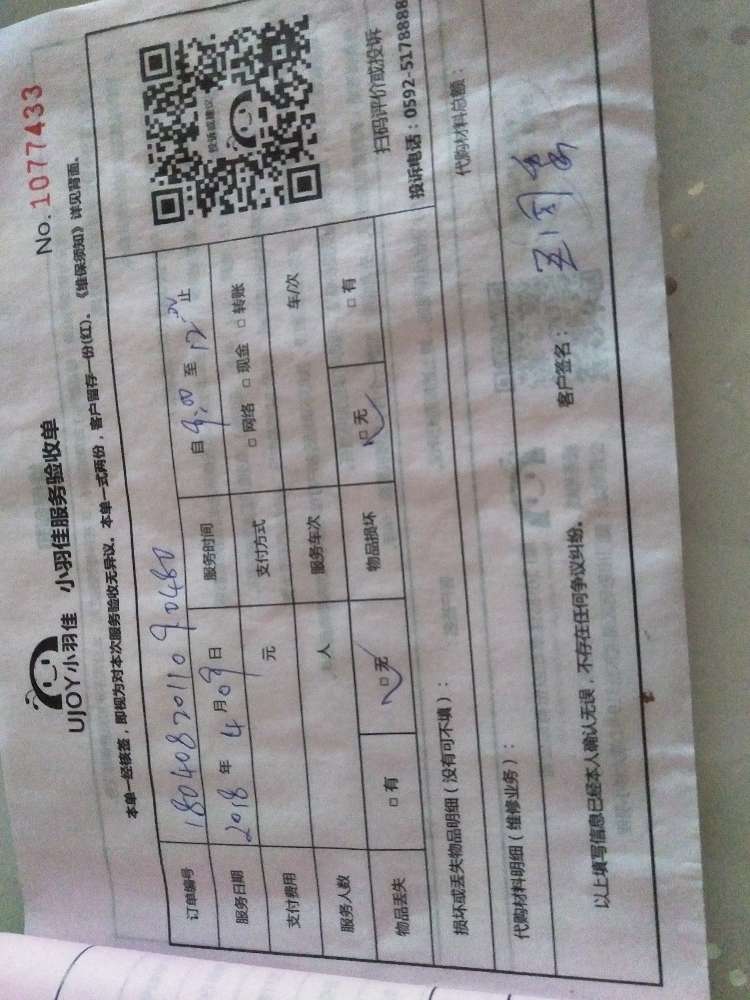 No. 1077433
UJOY小羽佳 小羽佳服务验收单
本单一经核签，即视为对本次服务验收无异议。本单一式两份，客户留存一份(红)。《维保须知》详见背面。
订单编号 1804082011090480
服务日期 2018 年 4 月 09 日 服务时间 自 9:00 至 12:00 止
支付费用 元 支付方式 □ 网络 □ 现金 □ 转账
服务人数 人 服务车次 车/次
物品丢失 □ 有 □ 无 物品损坏 □ 无 □ 有
投诉或建议
扫码评价或投诉
投诉电话：0592-5178888
损坏或丢失物品明细（没有可不填）：
代购材料明细（维修业务）： 代购材料总额：
以上填写信息已经本人确认无误，不存在任何争议纠纷。 客户签名：